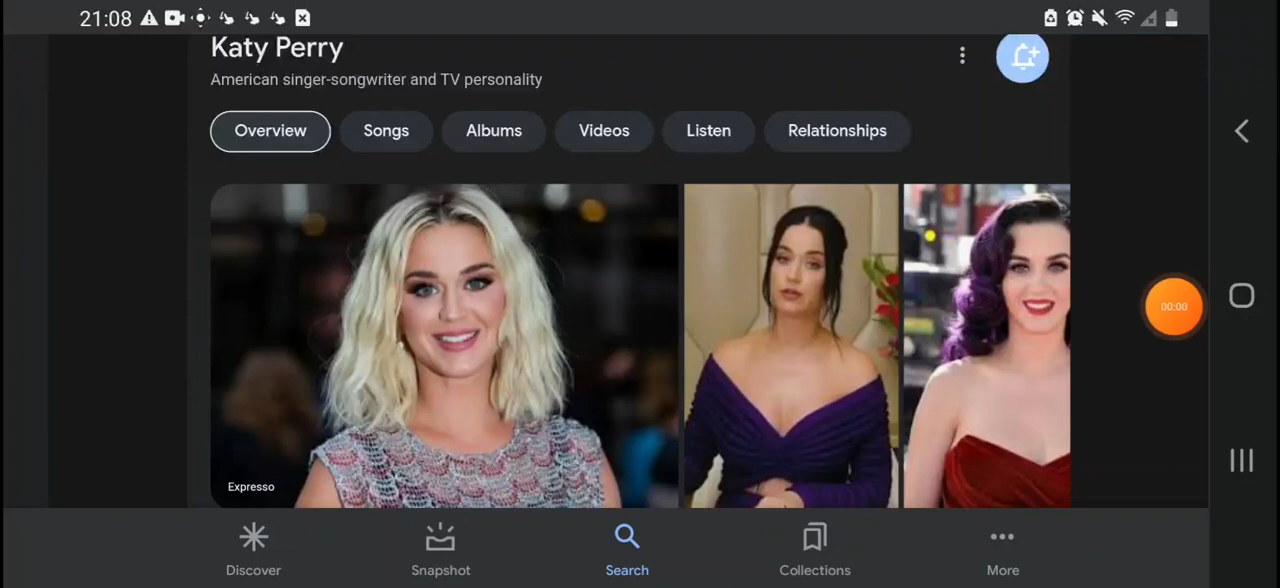 21:08
Katy Perry
American singer-songwriter and TV personality
Overview Songs Albums Videos Listen Relationships
00:00
Expresso
Discover Snapshot Search Collections More